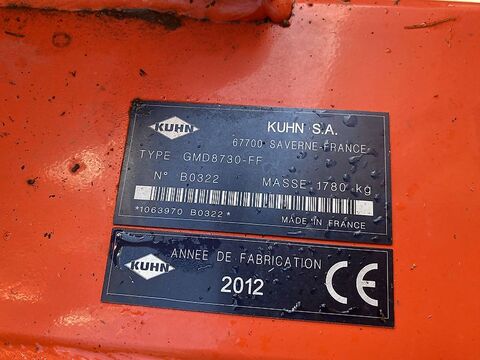 KUHN
KUHN S.A.
67700 SAVERNE-FRANCE
TYPE GMD8730-FF
N° B0322 MASSE: 1780 kg
*1063970 B0322*
MADE IN FRANCE
KUHN
ANNEE DE FABRICATION
2012
CE